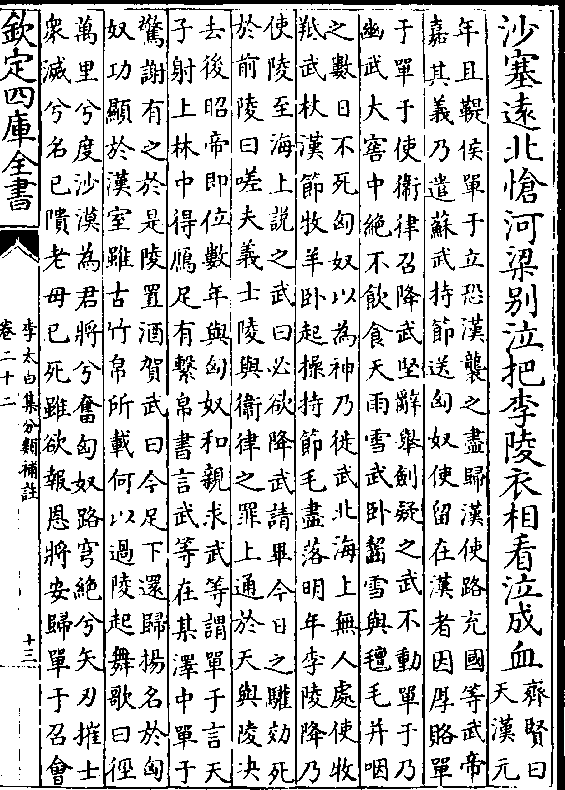 沙塞遠北愴河梁別泣把李陵衣相看泣成血齊賢曰
天漢元
年且鞮侯單于立恐漢襲之盡歸漢使路充國等武帝
嘉其義乃遣蘇武持節送匈奴使留在漢者因厚賂單
于單于使衛律召降武堅辭舉劍疑之武不動單于乃
幽武大窖中絶不飲食天雨雪武卧齧雪與氊毛并咽
之數日不死匈奴以為神乃徙武北海上無人處使牧
羝武杖漢節牧羊卧起操持節毛盡落明年李陵降乃
使陵至海上説之武曰必欲降武請畢今日之驩効死
於前陵曰嗟夫義士陵與衛律之罪上通於天與陵决
去後昭帝即位數年與匈奴和親求武等謂單于言天
子射上林中得鴈足有繫帛書言武等在某澤中單于
驚謝有之於是陵置酒賀武曰今足下還歸揚名於匈
奴功顯於漢室雖古竹帛所載何以過陵起舞歌曰徑
萬里兮度沙漠為君將兮奮匈奴路穹絶兮矢刃摧士
衆滅兮名已隤老母已死雖欲報恩將安歸單于召會
欽定四庫全書
李太白集分類補註
卷二十二
十三